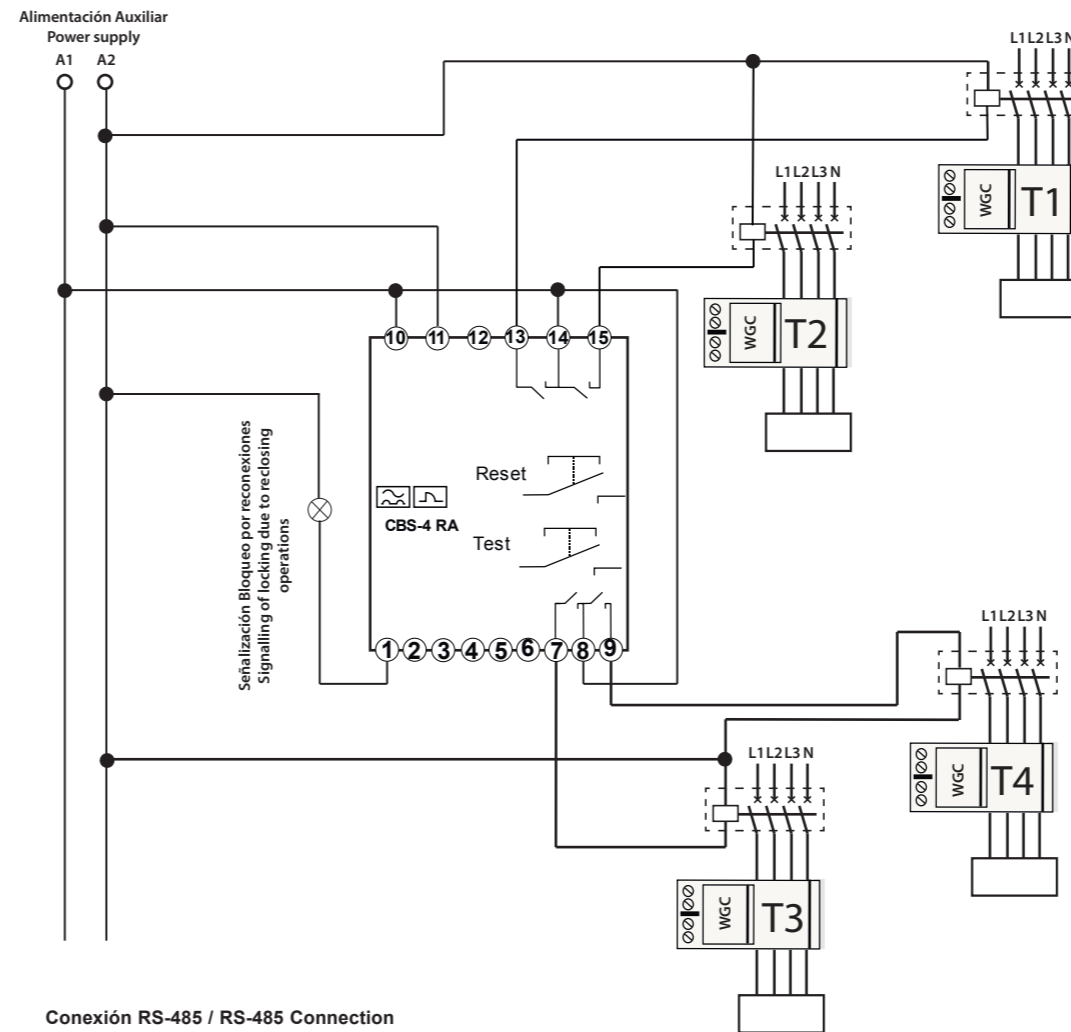 Alimentación Auxiliar
Power supply
A1 A2
L1 L2 L3 N
WGC T1
L1 L2 L3 N
WGC T2
10 11 12 13 14 15
Reset
CBS-4 RA
Test
Señalización Bloqueo por reconexiones
Signalling of locking due to reclosing
operations
1 2 3 4 5 6 7 8 9
L1 L2 L3 N
WGC T4
L1 L2 L3 N
WGC T3
Conexión RS-485 / RS-485 Connection